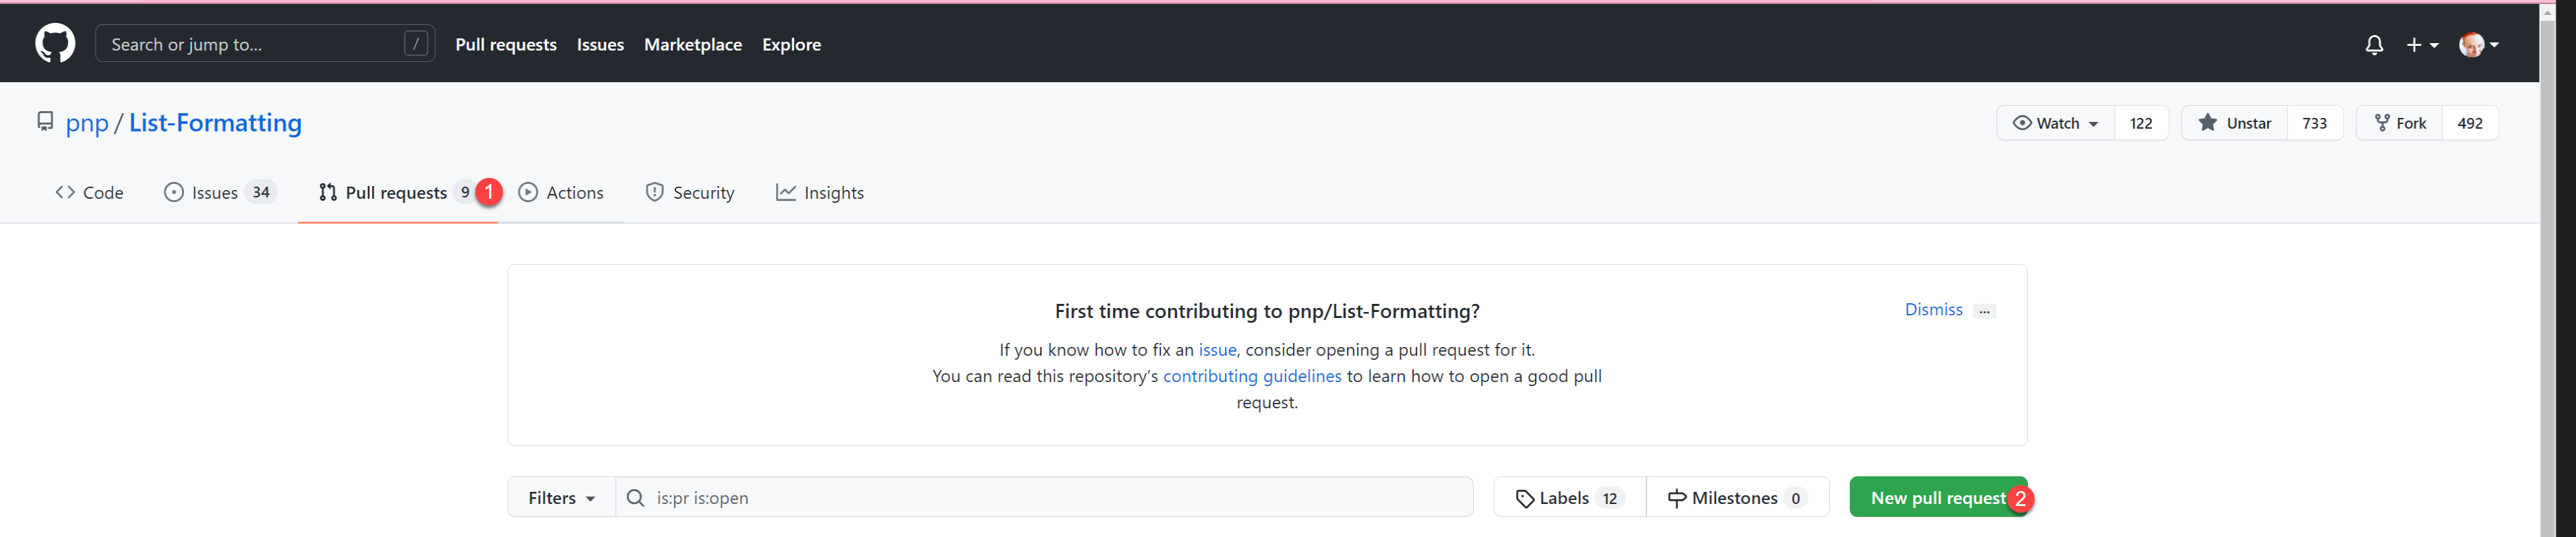 Search or jump to... / Pull requests Issues Marketplace Explore
pnp / List-Formatting Watch 122 Unstar 733 Fork 492
Code Issues 34 Pull requests 9 1 Actions Security Insights
First time contributing to pnp/List-Formatting? Dismiss ...
If you know how to fix an issue, consider opening a pull request for it.
You can read this repository's contributing guidelines to learn how to open a good pull
request.
Filters is:pr is:open Labels 12 Milestones 0 New pull request 2